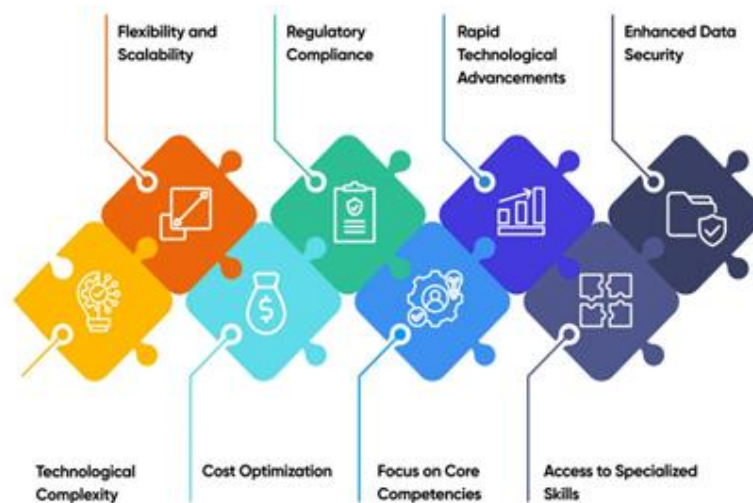 Flexibility and
Scalability
Regulatory
Compliance
Rapid
Technological
Advancements
Enhanced Data
Security
$
Technological
Complexity
Cost Optimization
Focus on Core
Competencies
Access to Specialized
Skills